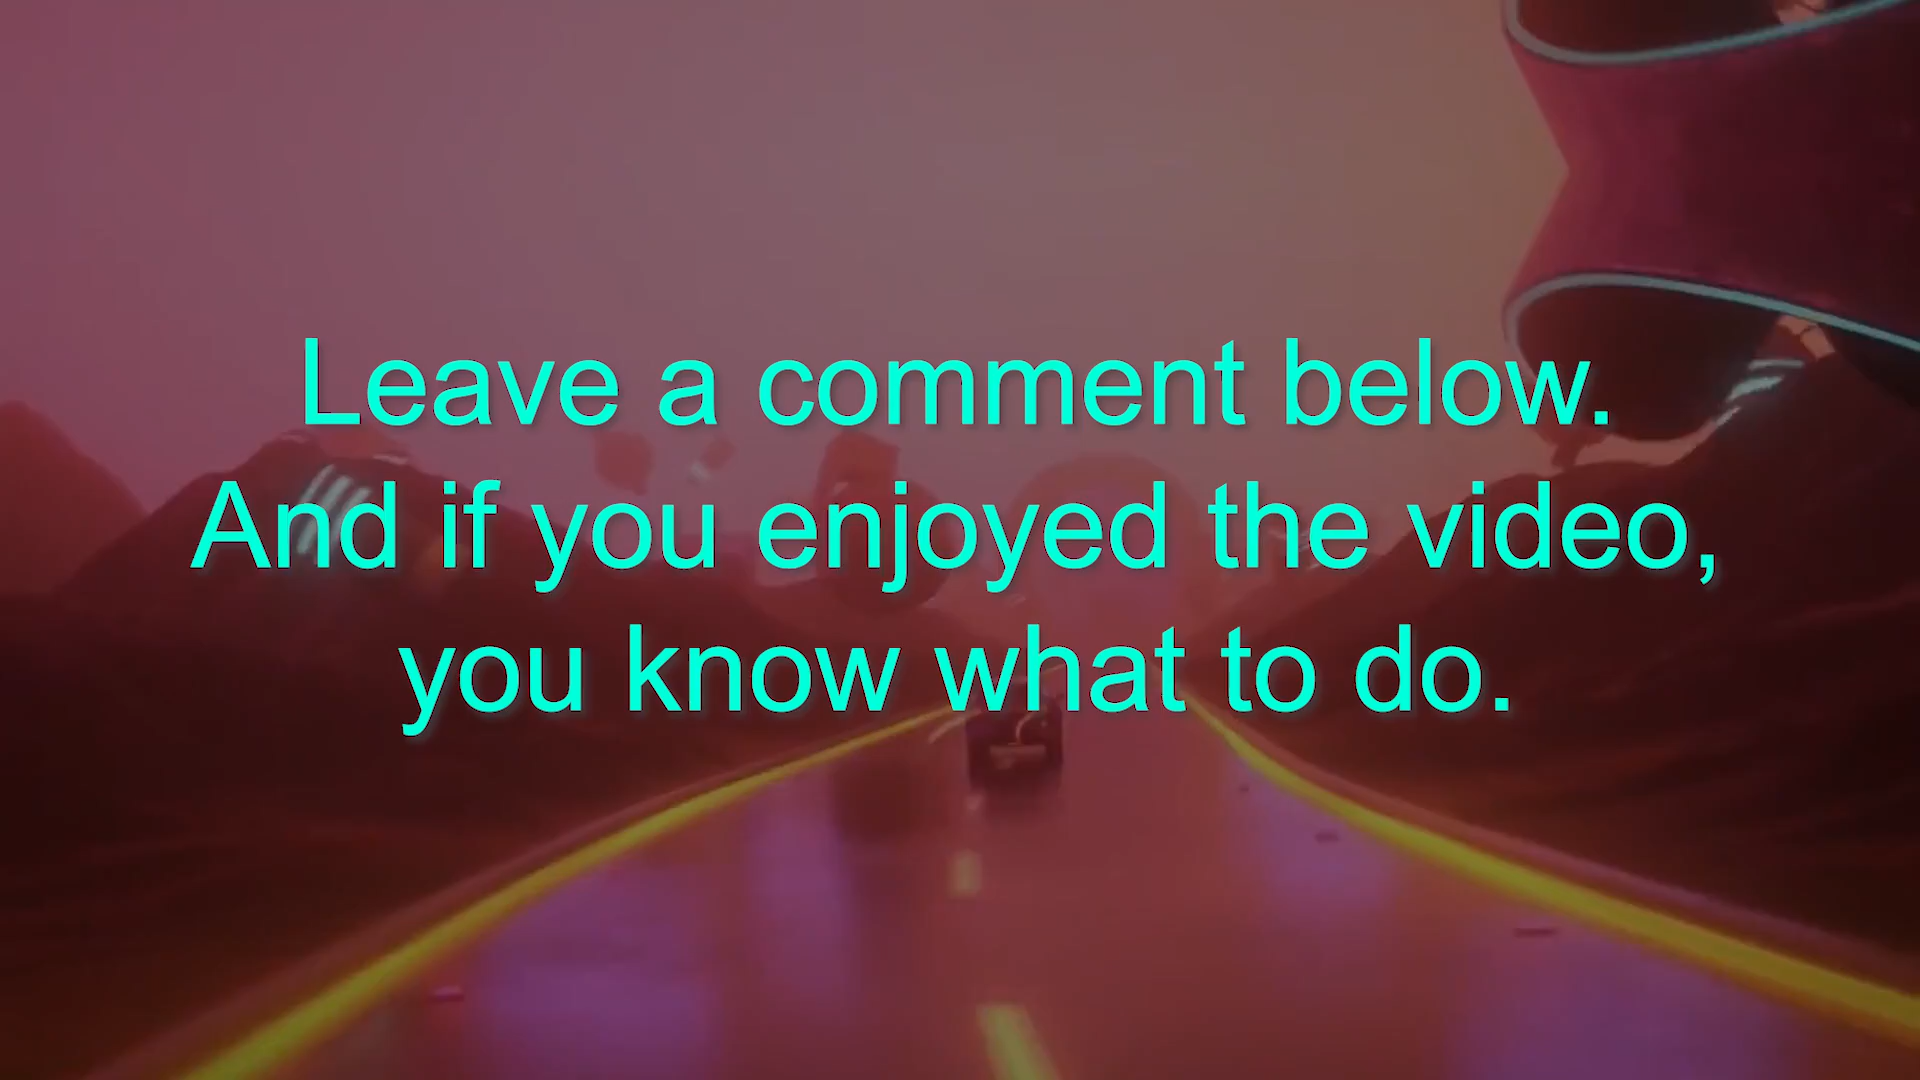 Leave a comment below.
And if you enjoyed the video,
you know what to do.